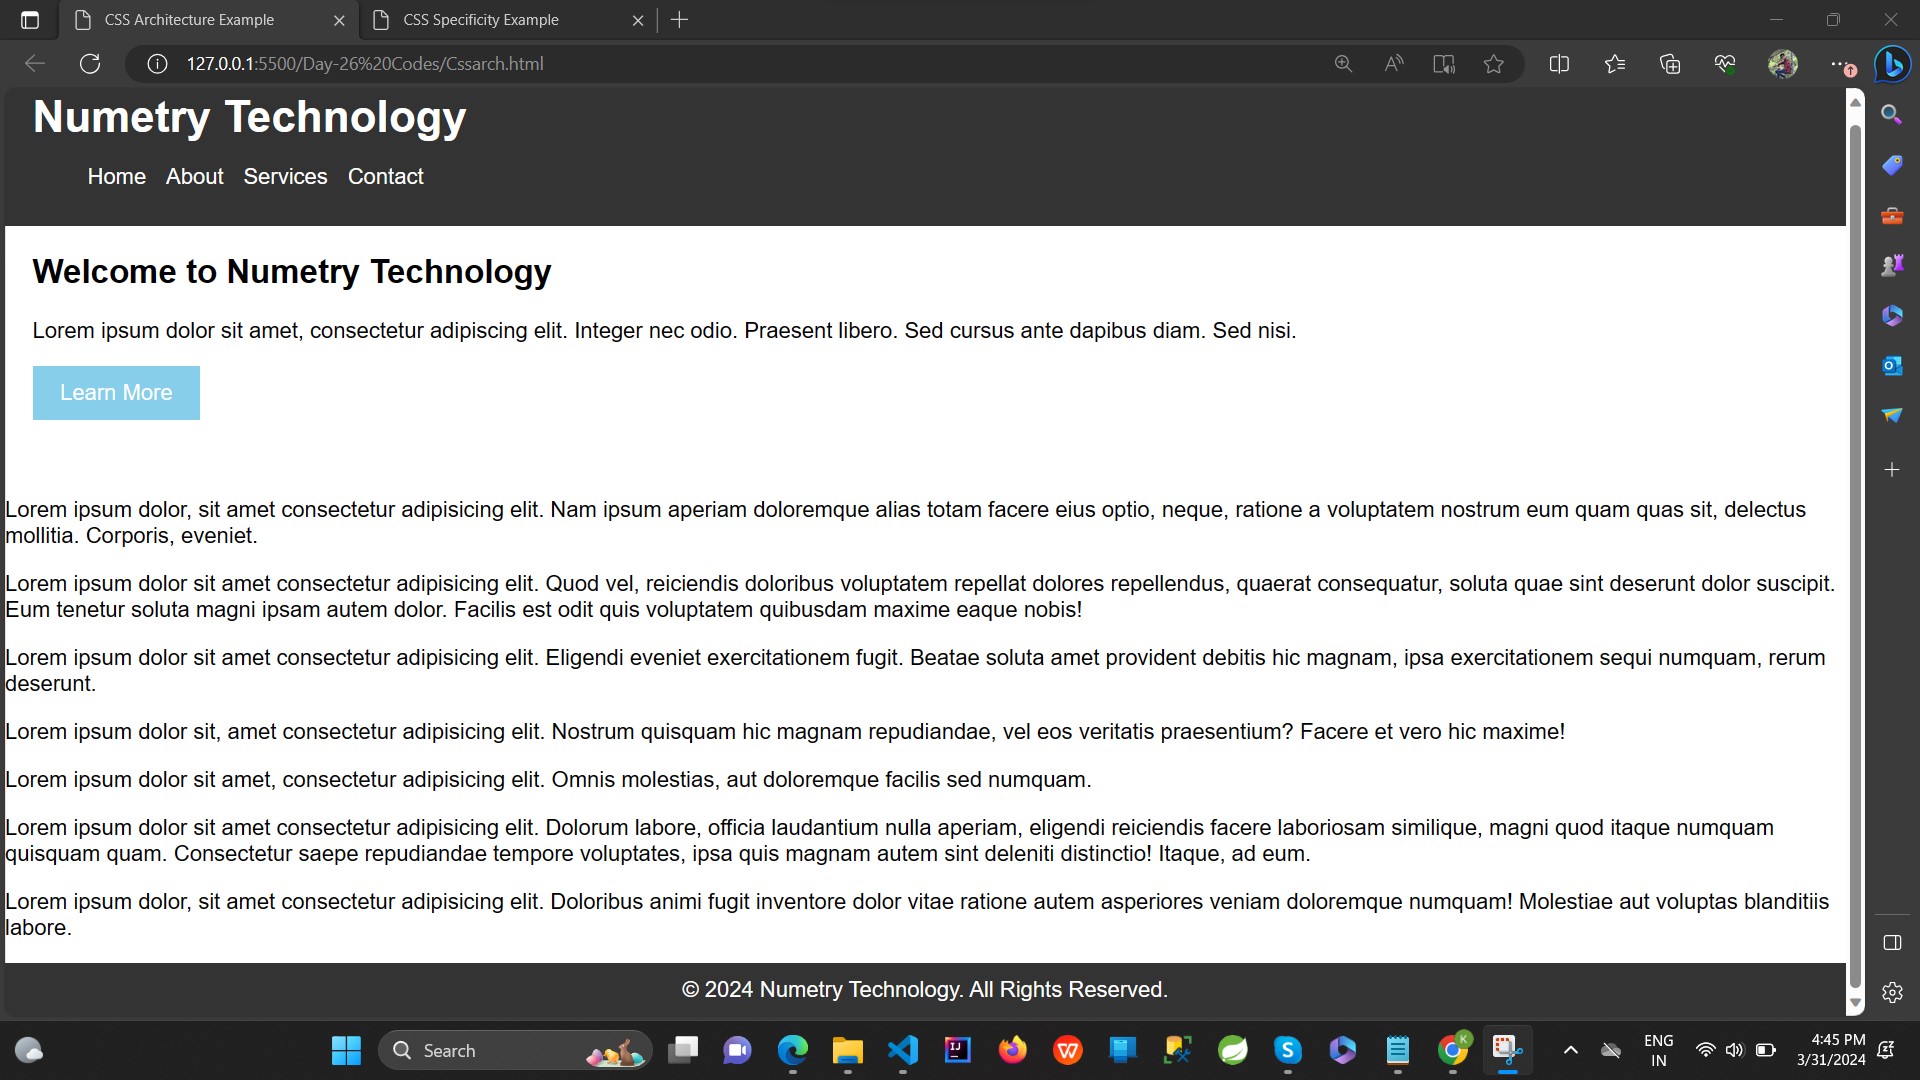 CSS Architecture Example
CSS Specificity Example
127.0.0.1:5500/Day-26%20Codes/Cssarch.html
Numetry Technology
Home About Services Contact
Welcome to Numetry Technology
Lorem ipsum dolor sit amet, consectetur adipiscing elit. Integer nec odio. Praesent libero. Sed cursus ante dapibus diam. Sed nisi.
Learn More
Lorem ipsum dolor, sit amet consectetur adipisicing elit. Nam ipsum aperiam doloremque alias totam facere eius optio, neque, ratione a voluptatem nostrum eum quam quas sit, delectus
mollitia. Corporis, eveniet.
Lorem ipsum dolor sit amet consectetur adipisicing elit. Quod vel, reiciendis doloribus voluptatem repellat dolores repellendus, quaerat consequatur, soluta quae sint deserunt dolor suscipit.
Eum tenetur soluta magni ipsam autem dolor. Facilis est odit quis voluptatem quibusdam maxime eaque nobis!
Lorem ipsum dolor sit amet consectetur adipisicing elit. Eligendi eveniet exercitationem fugit. Beatae soluta amet provident debitis hic magnam, ipsa exercitationem sequi numquam, rerum
deserunt.
Lorem ipsum dolor sit, amet consectetur adipisicing elit. Nostrum quisquam hic magnam repudiandae, vel eos veritatis praesentium? Facere et vero hic maxime!
Lorem ipsum dolor sit amet, consectetur adipisicing elit. Omnis molestias, aut doloremque facilis sed numquam.
Lorem ipsum dolor sit amet consectetur adipisicing elit. Dolorum labore, officia laudantium nulla aperiam, eligendi reiciendis facere laboriosam similique, magni quod itaque numquam
quisquam quam. Consectetur saepe repudiandae tempore voluptates, ipsa quis magnam autem sint deleniti distinctio! Itaque, ad eum.
Lorem ipsum dolor, sit amet consectetur adipisicing elit. Doloribus animi fugit inventore dolor vitae ratione autem asperiores veniam doloremque numquam! Molestiae aut voluptas blanditiis
labore.
© 2024 Numetry Technology. All Rights Reserved.
Search
ENG
IN
4:45 PM
3/31/2024